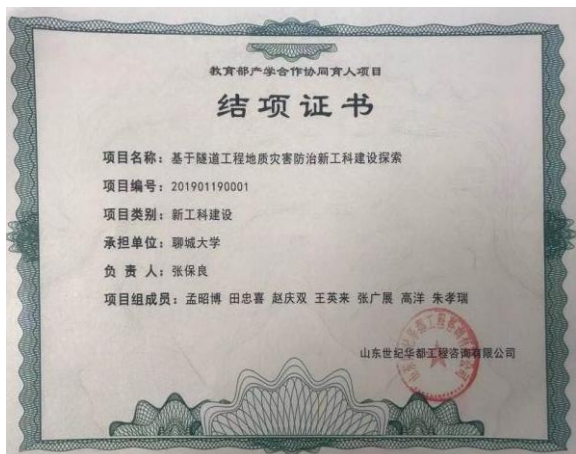 教育部产学合作协同育人项目
结项证书
项目名称：基于隧道工程地质灾害防治新工科建设探索
项目编号：201901190001
项目类别：新工科建设
承担单位：聊城大学
负 责 人：张保良
项目组成员：孟昭博 田忠喜 赵庆双 王英来 张广展 高洋 朱孝瑞
山东世纪华都工程咨询有限公司